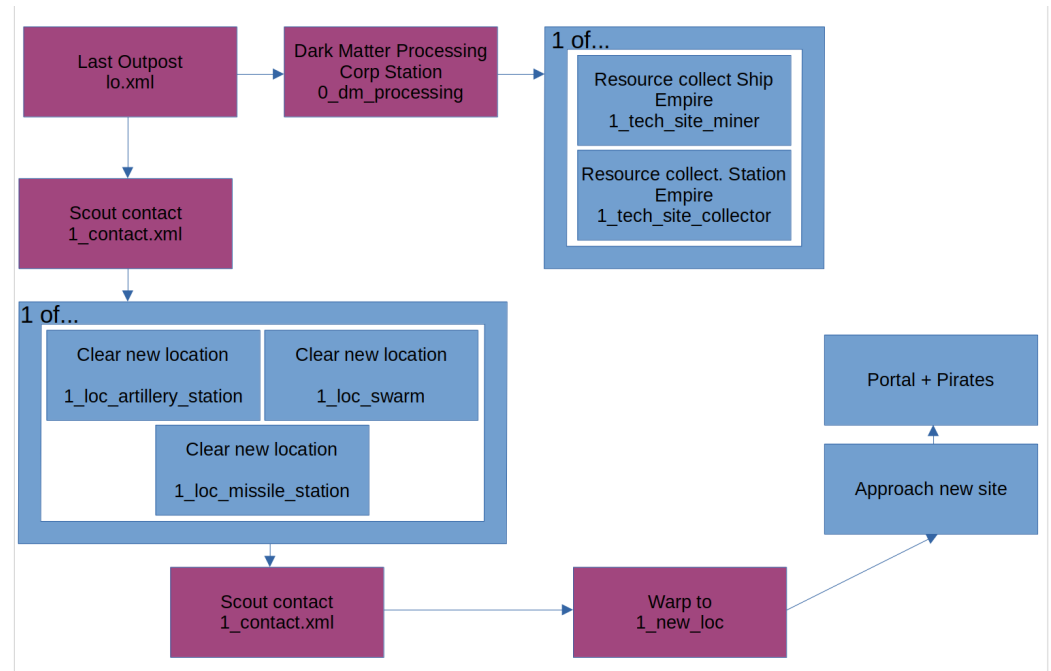 Last Outpost
lo.xml
Dark Matter Processing
Corp Station
0_dm_processing
1 of...
Resource collect Ship
Empire
1_tech_site_miner
Resource collect. Station
Empire
1_tech_site_collector
Scout contact
1_contact.xml
1 of...
Clear new location
1_loc_artillery_station
Clear new location
1_loc_swarm
Clear new location
1_loc_missile_station
Portal + Pirates
Approach new site
Scout contact
1_contact.xml
Warp to
1_new_loc